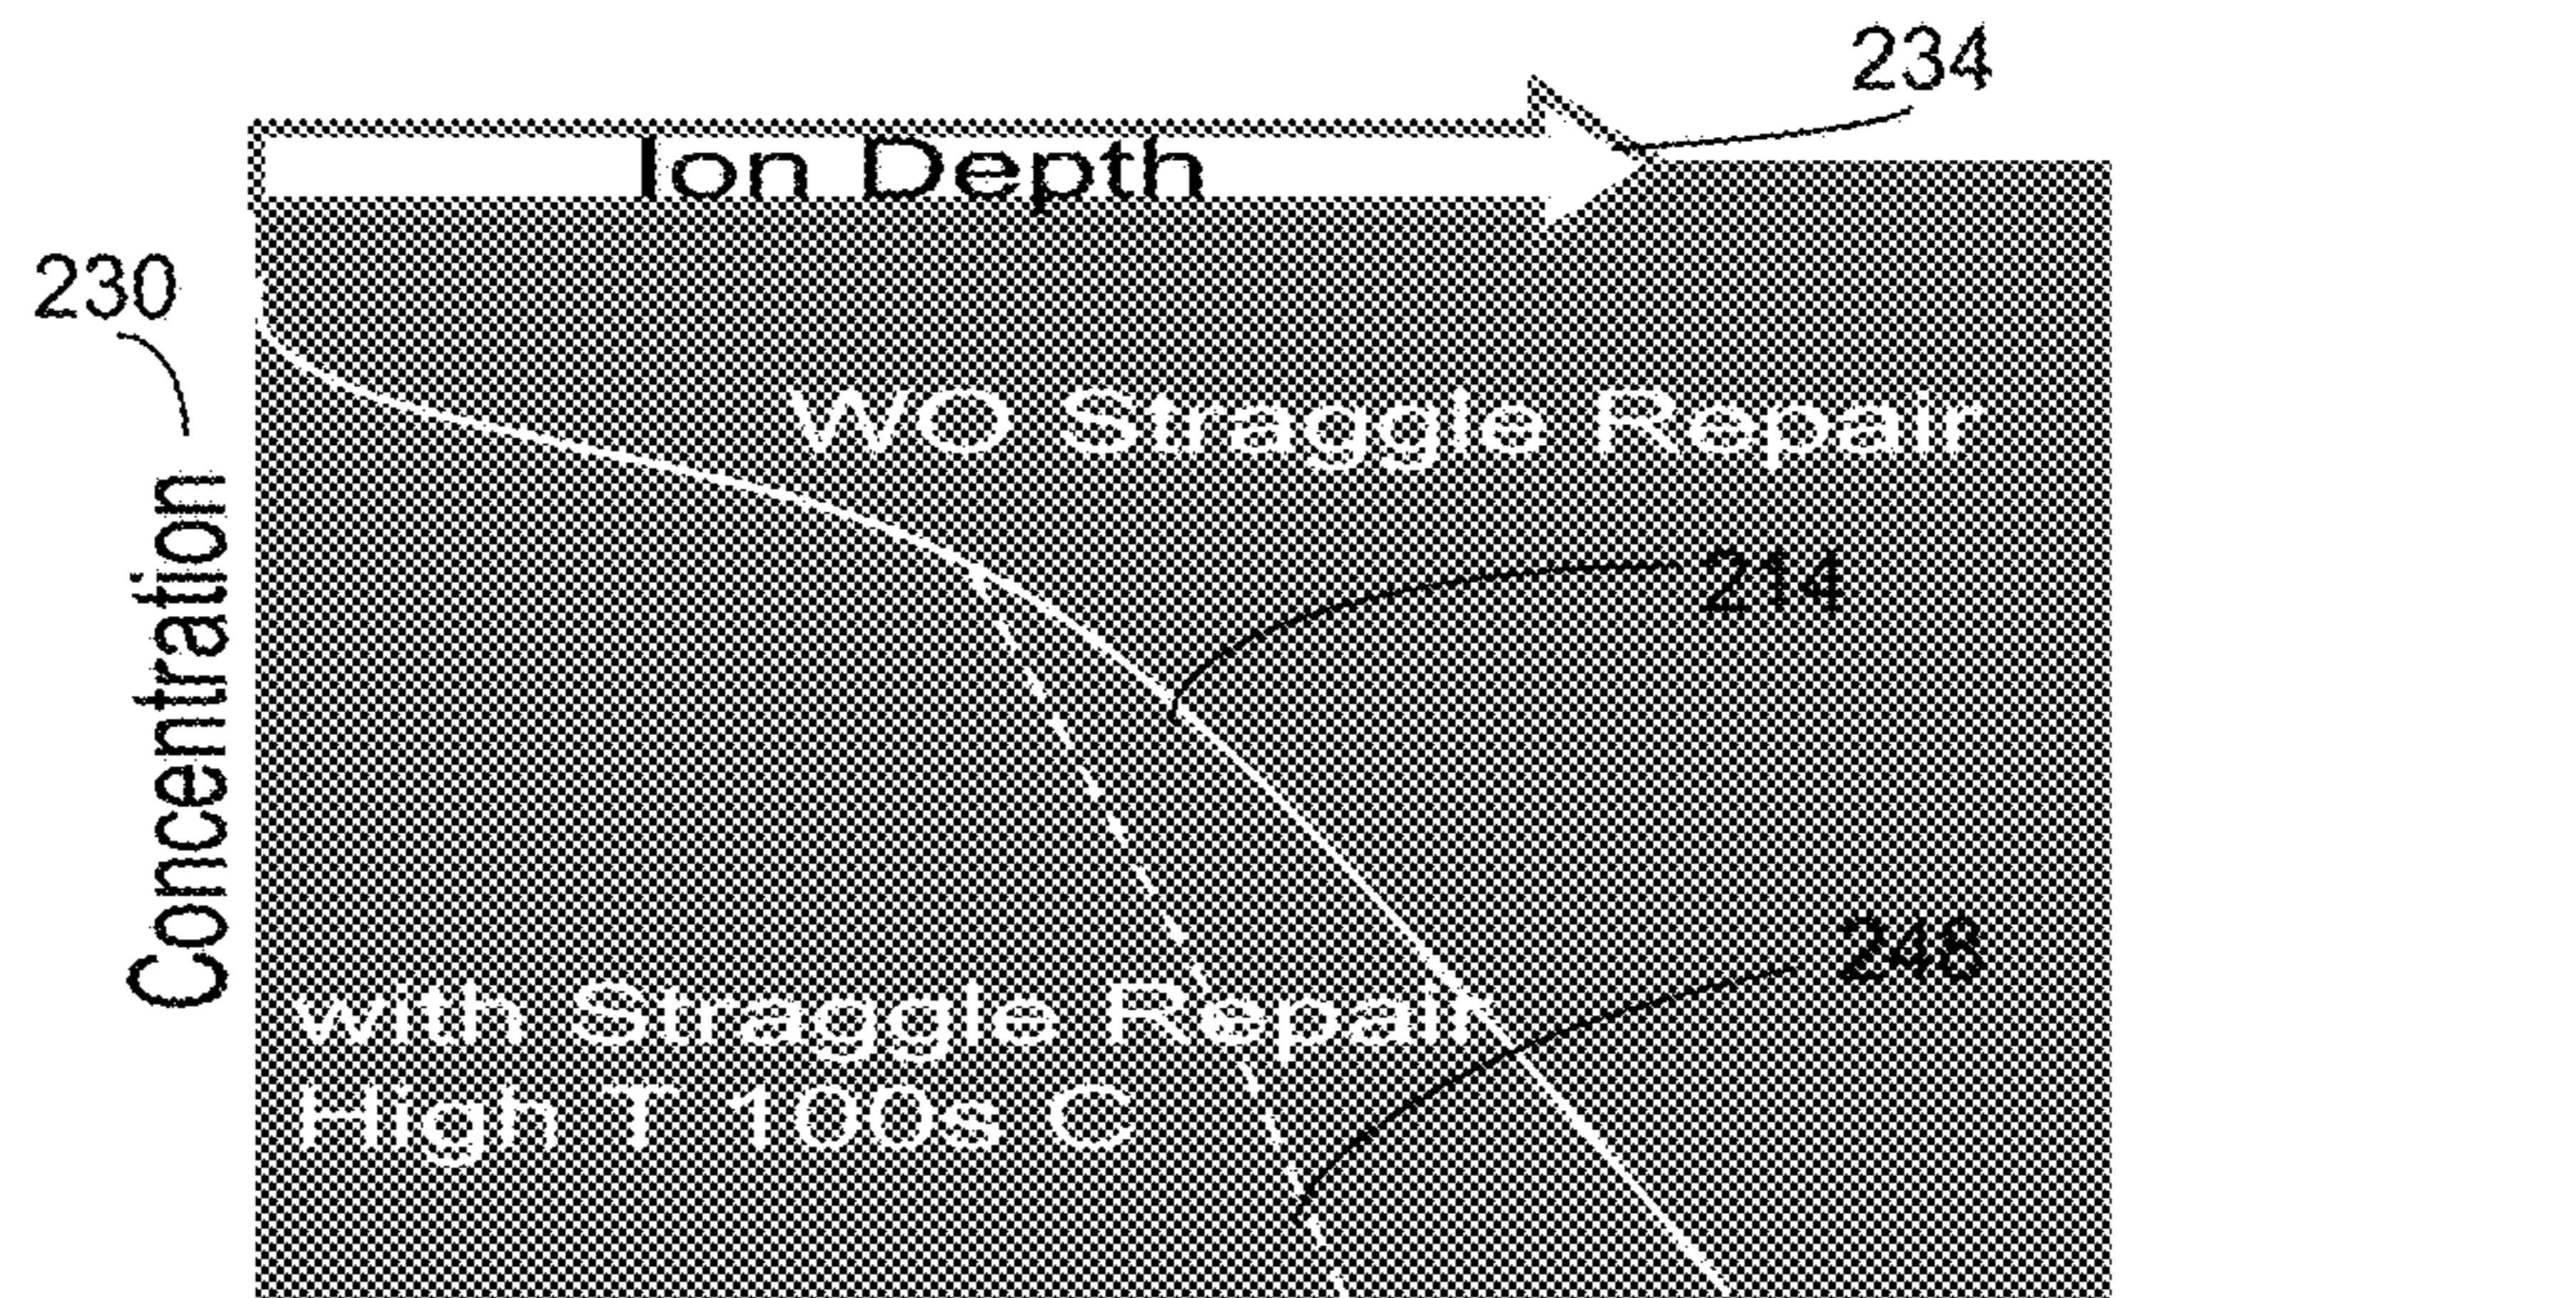 234
Ion Depth
230
WO Straggle Repair
214
Concentration
248
with Straggle Repair
High T 100s C